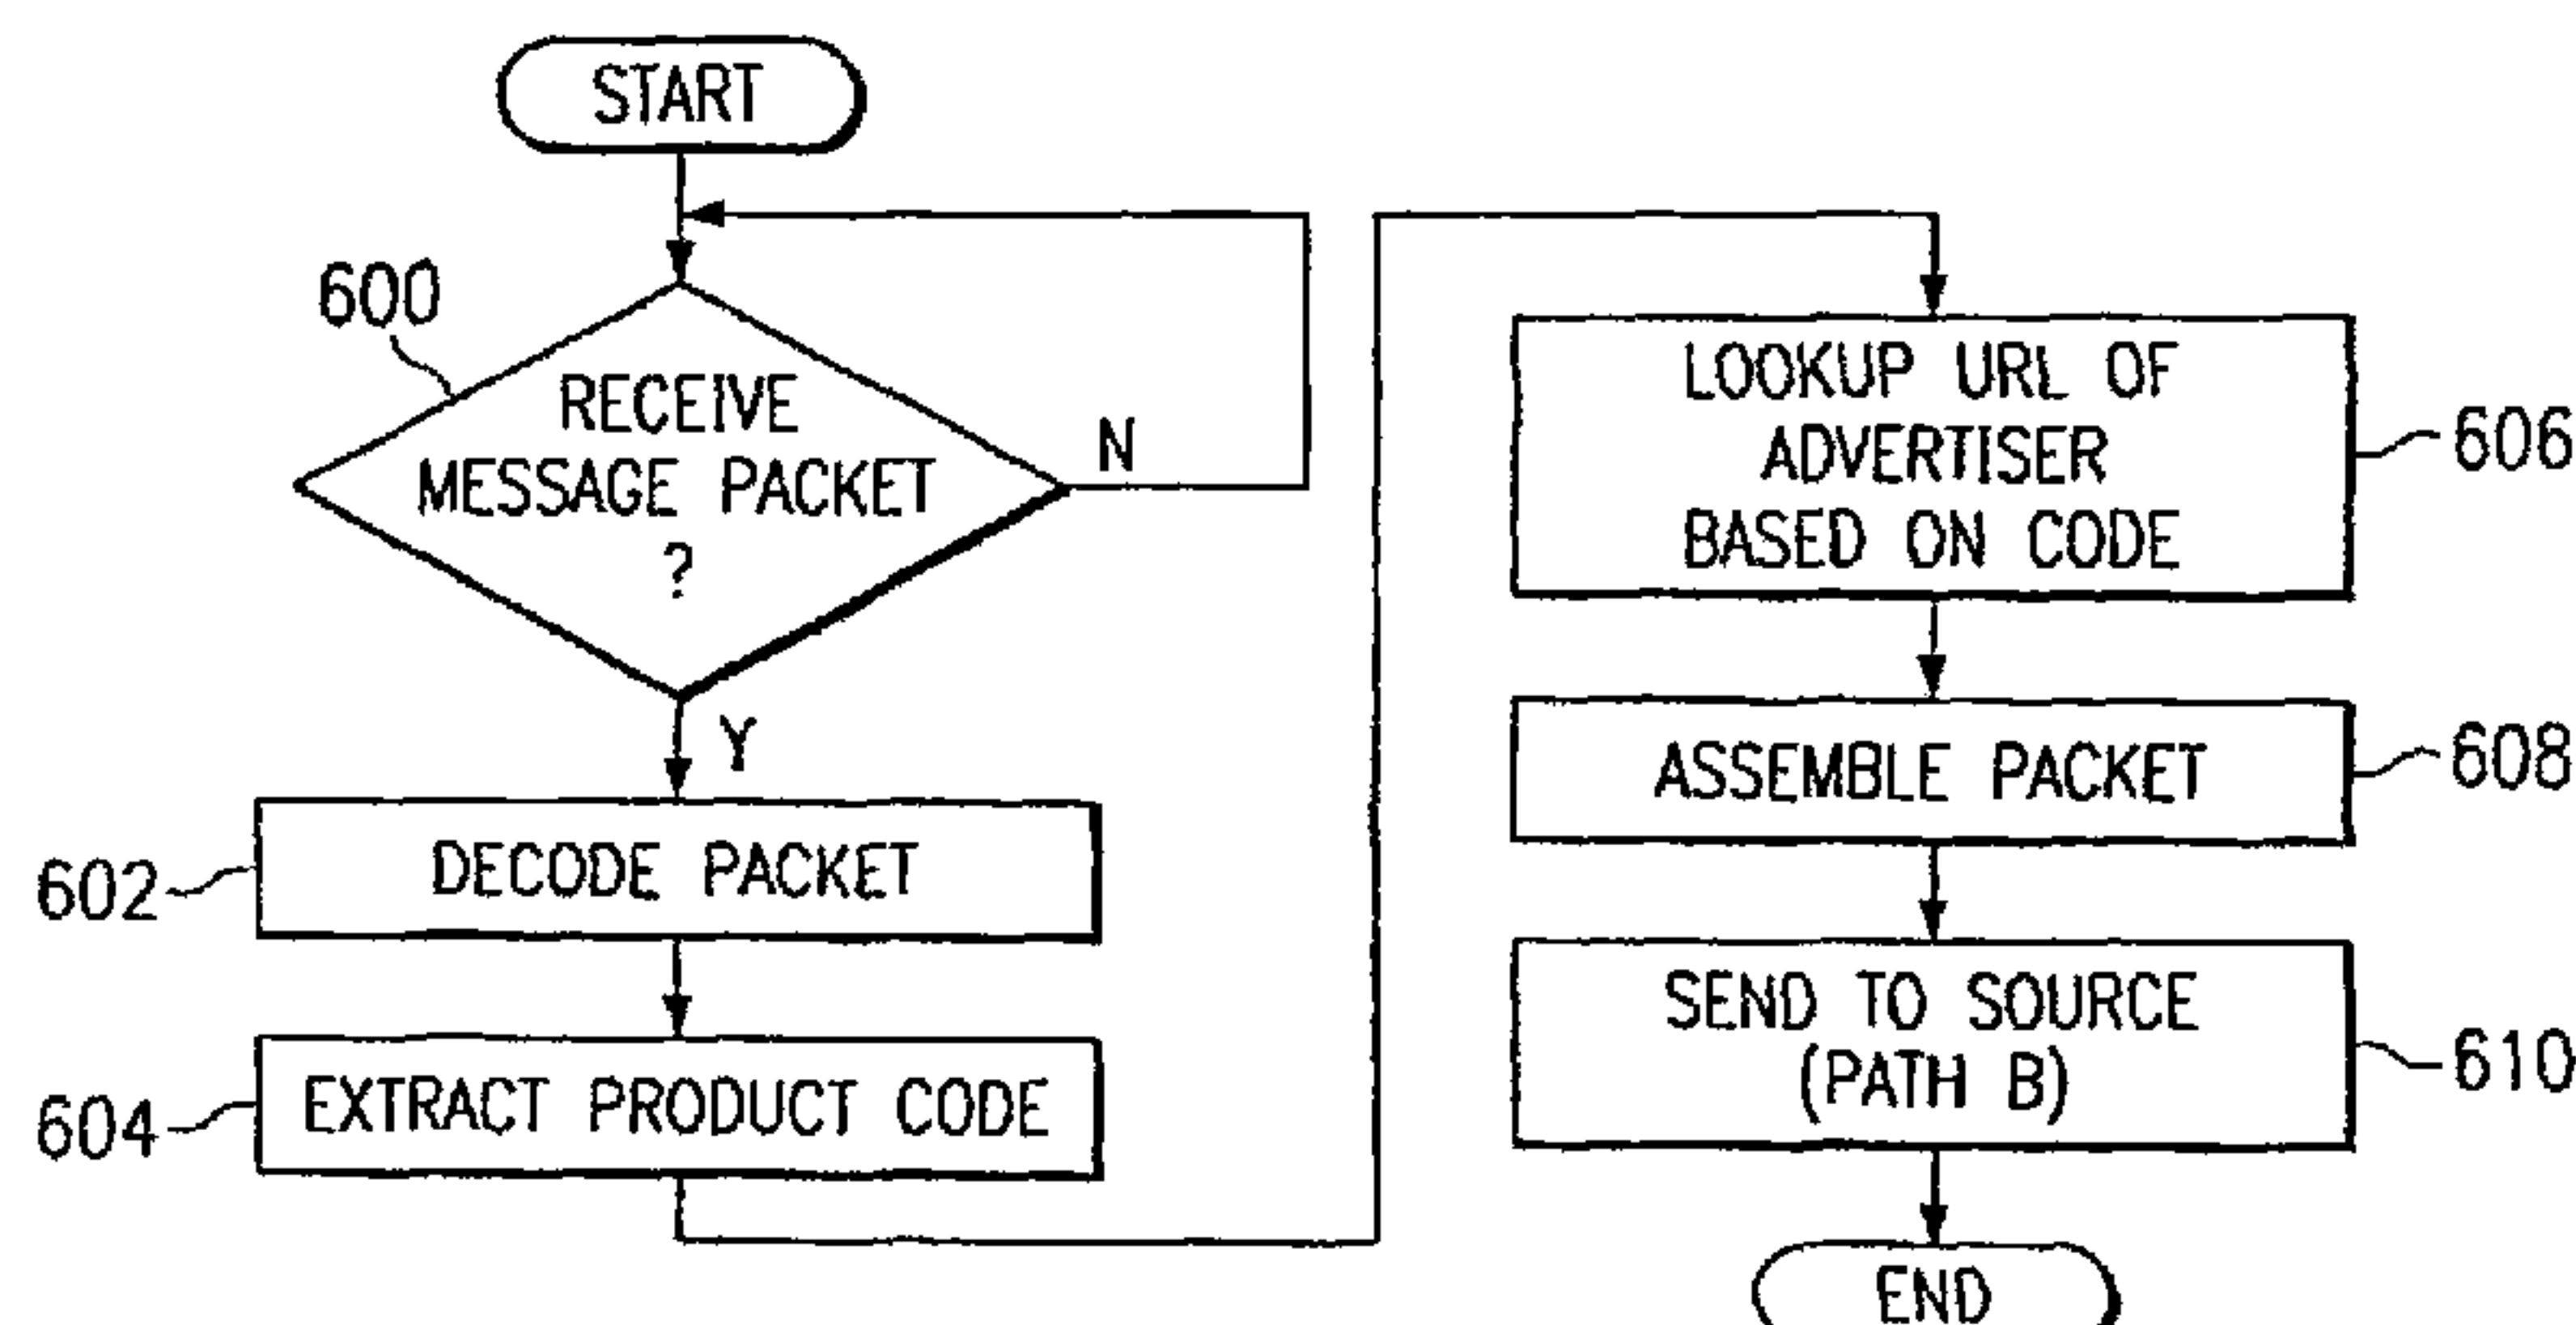 START
600
RECEIVE
MESSAGE PACKET
?
N
Y
602
DECODE PACKET
604
EXTRACT PRODUCT CODE
LOOKUP URL OF
ADVERTISER
BASED ON CODE
606
ASSEMBLE PACKET
608
SEND TO SOURCE
(PATH B)
610
END